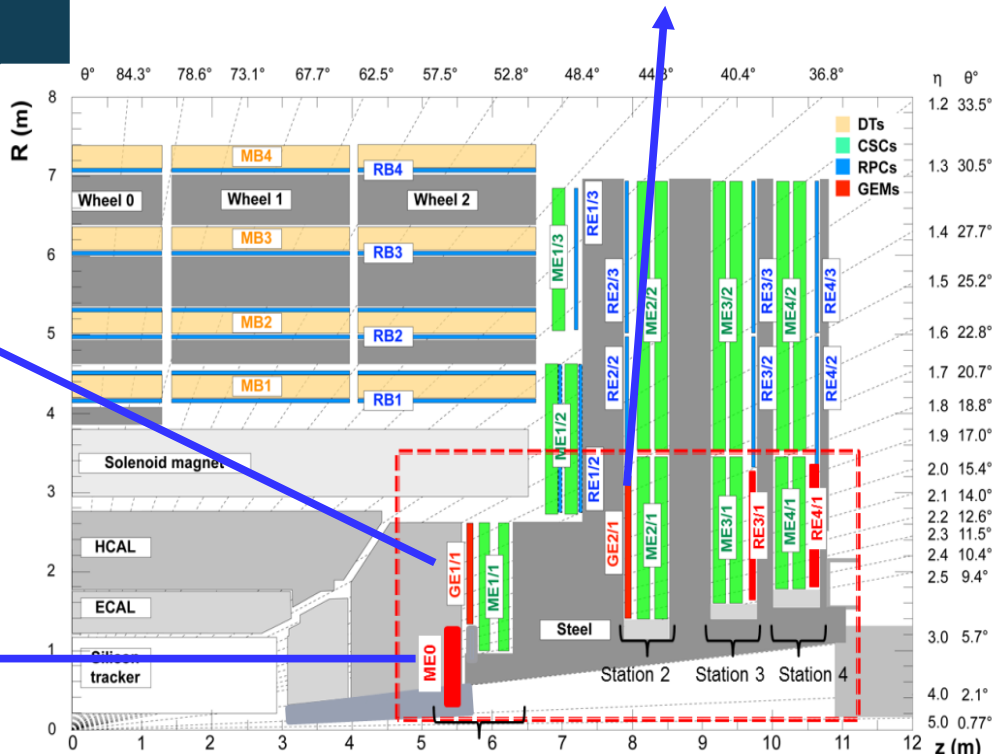 θ° 84.3° 78.6° 73.1° 67.7° 62.5° 57.5° 52.8° 48.4° 40.4° 36.8° η θ°
R (m)
8
7
6
5
4
3
2
1
0
1.2 33.5°
1.3 30.5°
1.4 27.7°
1.5 25.2°
1.6 22.8°
1.7 20.7°
1.8 18.8°
1.9 17.0°
2.0 15.4°
2.1 14.0°
2.2 12.6°
2.3 11.5°
2.4 10.4°
2.5 9.4°
3.0 5.7°
4.0 2.1°
5.0 0.77°
DTs
CSCs
RPCs
GEMs
MB4
RB4
Wheel 0 Wheel 1 Wheel 2
MB3
RB3
MB2
RB2
MB1
RB1
Solenoid magnet
HCAL
ECAL
Silicon
tracker
ME1/3
RE1/3
RE2/3
ME2/2
ME3/2
RE3/3
ME4/2
RE4/3
ME1/2
RE1/2
RE2/2
RE3/2
RE4/2
GE1/1
ME1/1
ME0
GE2/1
ME2/1
ME3/1
RE3/1
ME4/1
RE4/1
Steel
Station 2 Station 3 Station 4
0 1 2 3 4 5 6 7 8 9 10 11 12
z (m)